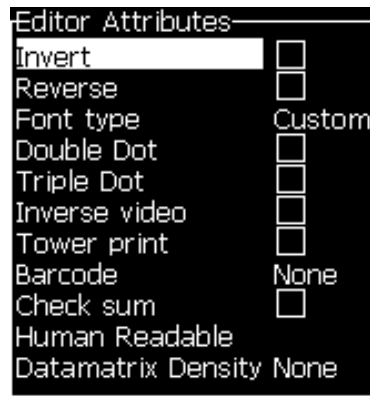 Editor Attributes
Invert
Reverse
Font type Custom
Double Dot
Triple Dot
Inverse video
Tower print
Barcode None
Check sum
Human Readable
Datamatrix Density None